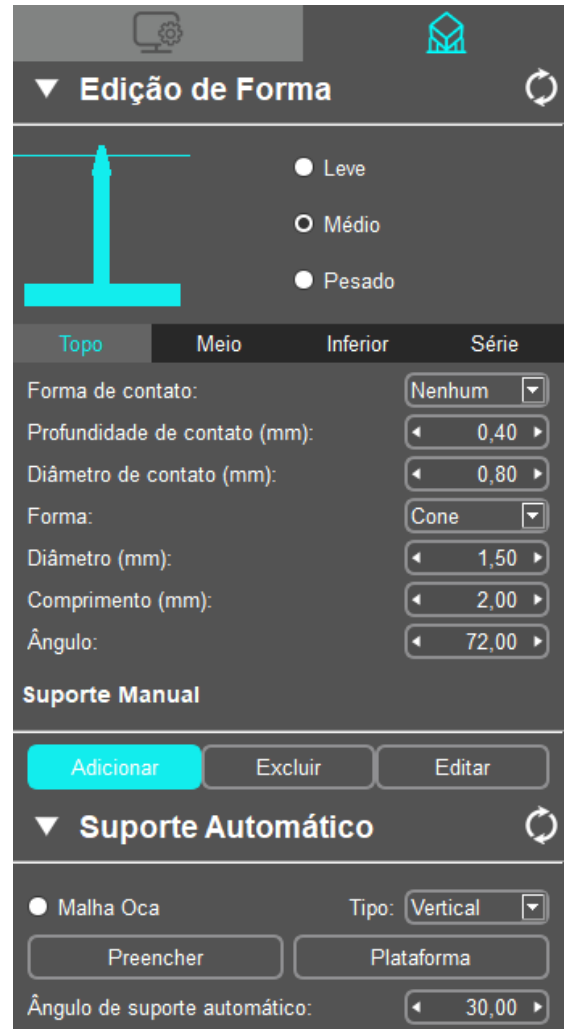 Edição de Forma
Leve
Médio
Pesado
Topo Meio Inferior Série
Forma de contato: Nenhum
Profundidade de contato (mm): 0,40
Diâmetro de contato (mm): 0,80
Forma: Cone
Diâmetro (mm): 1,50
Comprimento (mm): 2,00
Ângulo: 72,00
Suporte Manual
Adicionar Excluir Editar
Suporte Automático
Malha Oca Tipo: Vertical
Preencher Plataforma
Ângulo de suporte automático: 30,00